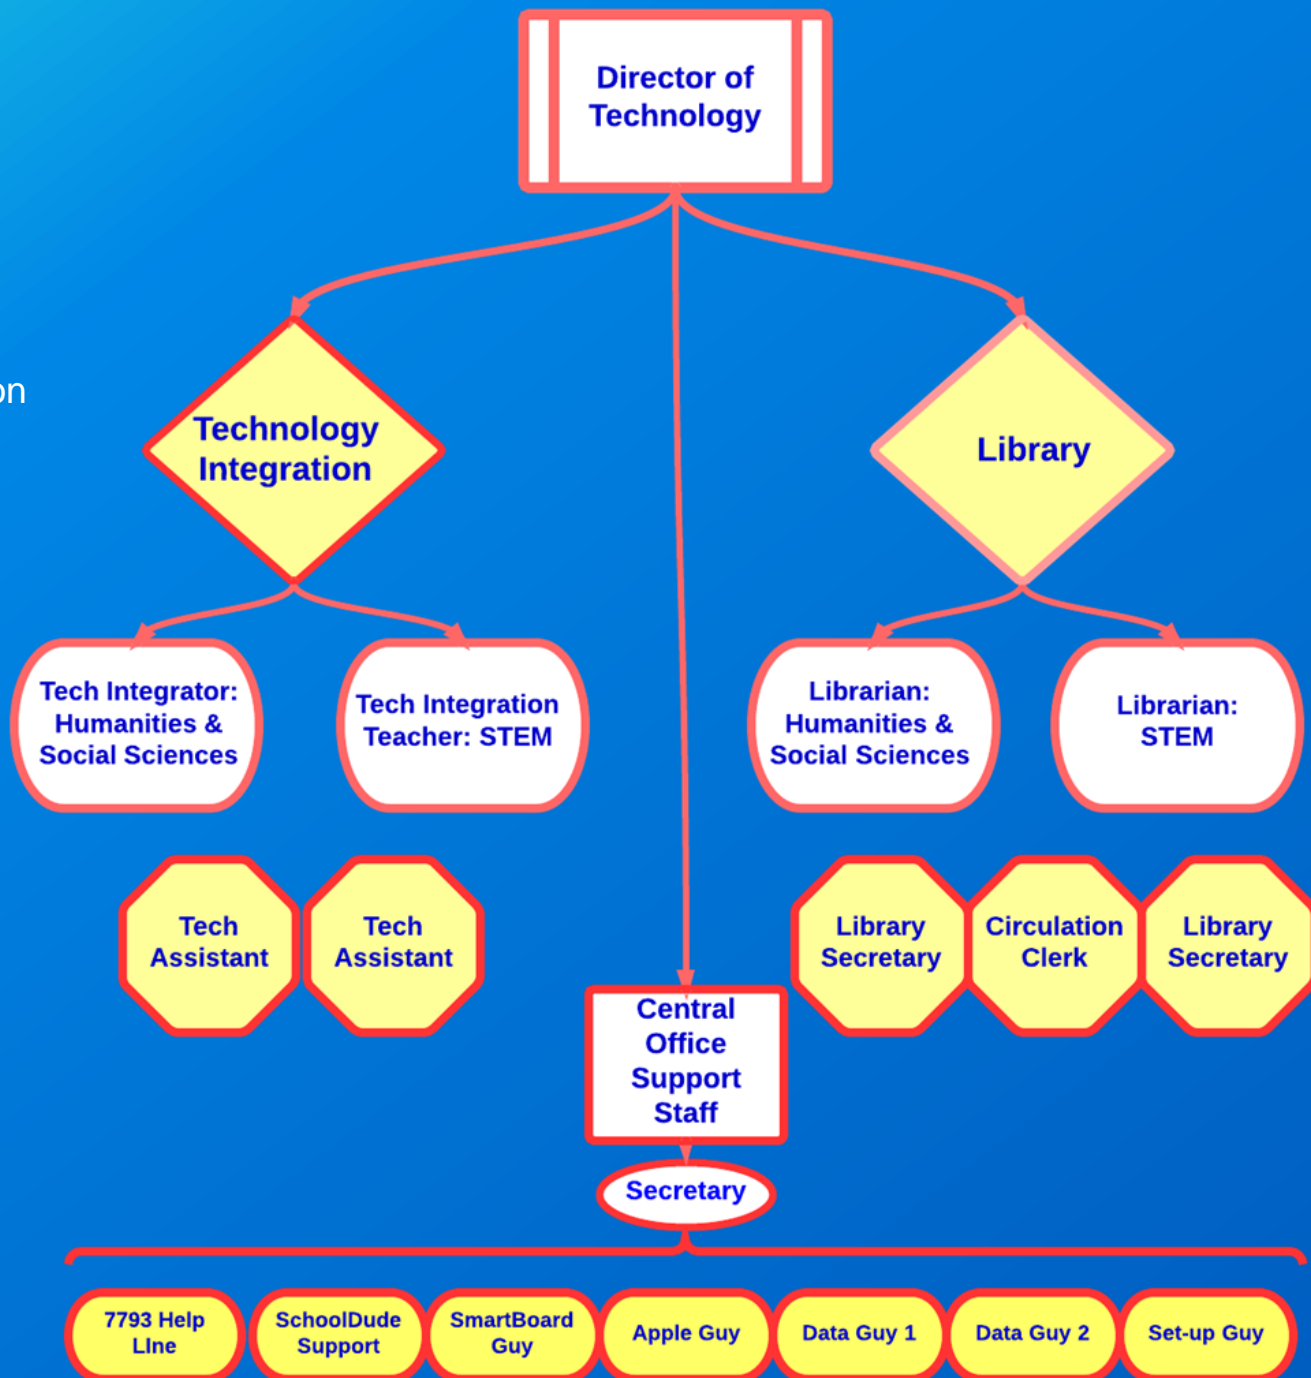 Director of
Technology
on
Technology
Integration
Library
Tech Integrator:
Humanities &
Social Sciences
Tech Integration
Teacher: STEM
Librarian:
Humanities &
Social Sciences
Librarian:
STEM
Tech
Assistant
Tech
Assistant
Library
Secretary
Circulation
Clerk
Library
Secretary
Central
Office
Support
Staff
Secretary
7793 Help
LIne
SchoolDude
Support
SmartBoard
Guy
Apple Guy
Data Guy 1
Data Guy 2
Set-up Guy